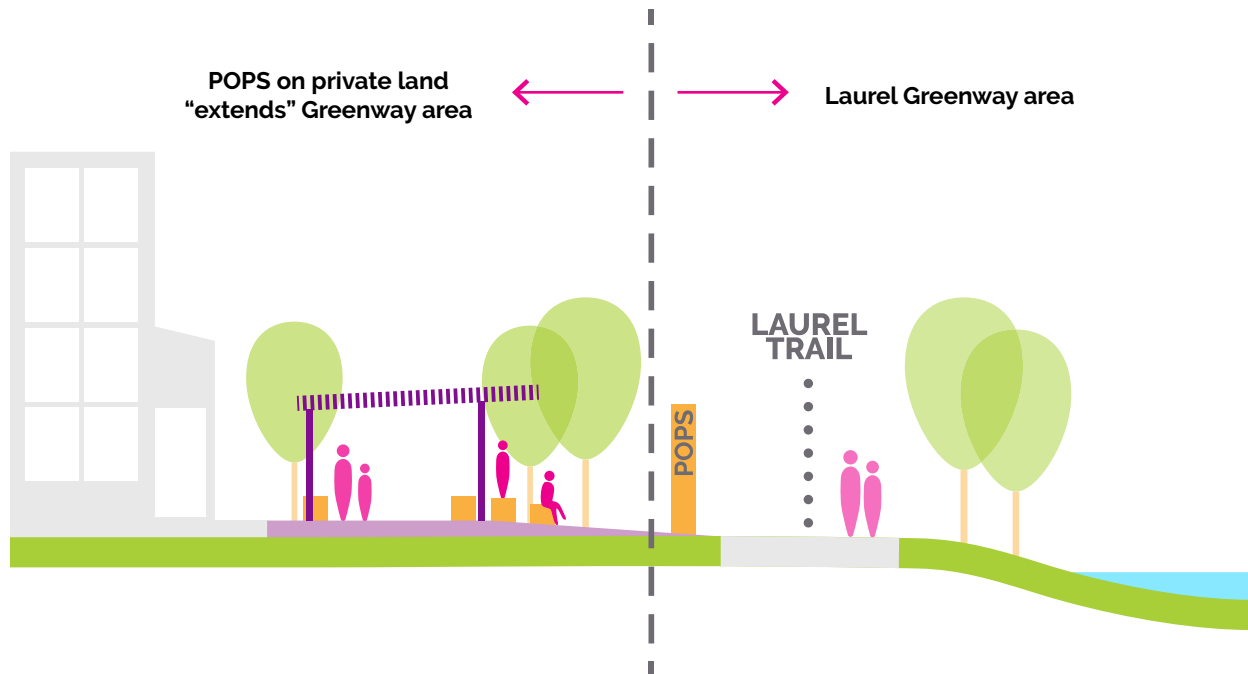 POPS on private land
“extends” Greenway area
Laurel Greenway area
LAUREL
TRAIL
POPS